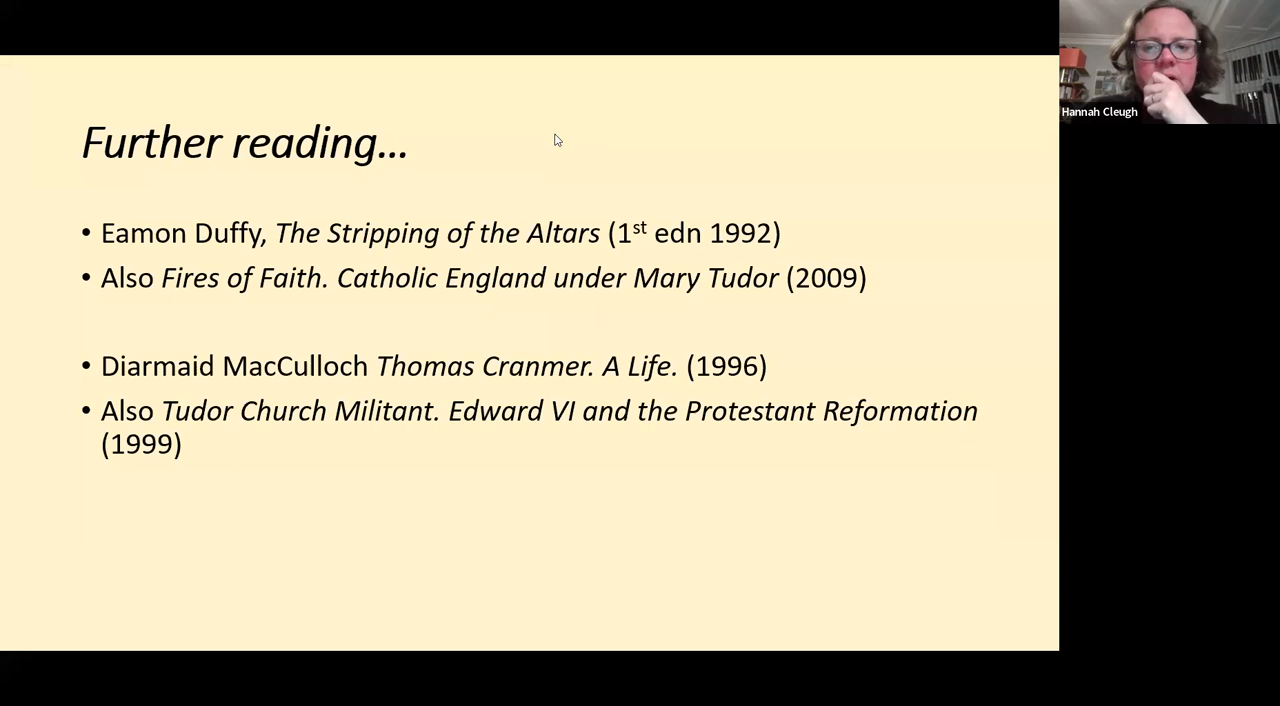 Further reading...
• Eamon Duffy, The Stripping of the Altars (1st edn 1992)
• Also Fires of Faith. Catholic England under Mary Tudor (2009)
• Diarmaid MacCulloch Thomas Cranmer. A Life. (1996)
• Also Tudor Church Militant. Edward VI and the Protestant Reformation
(1999)
Hannah Cleugh